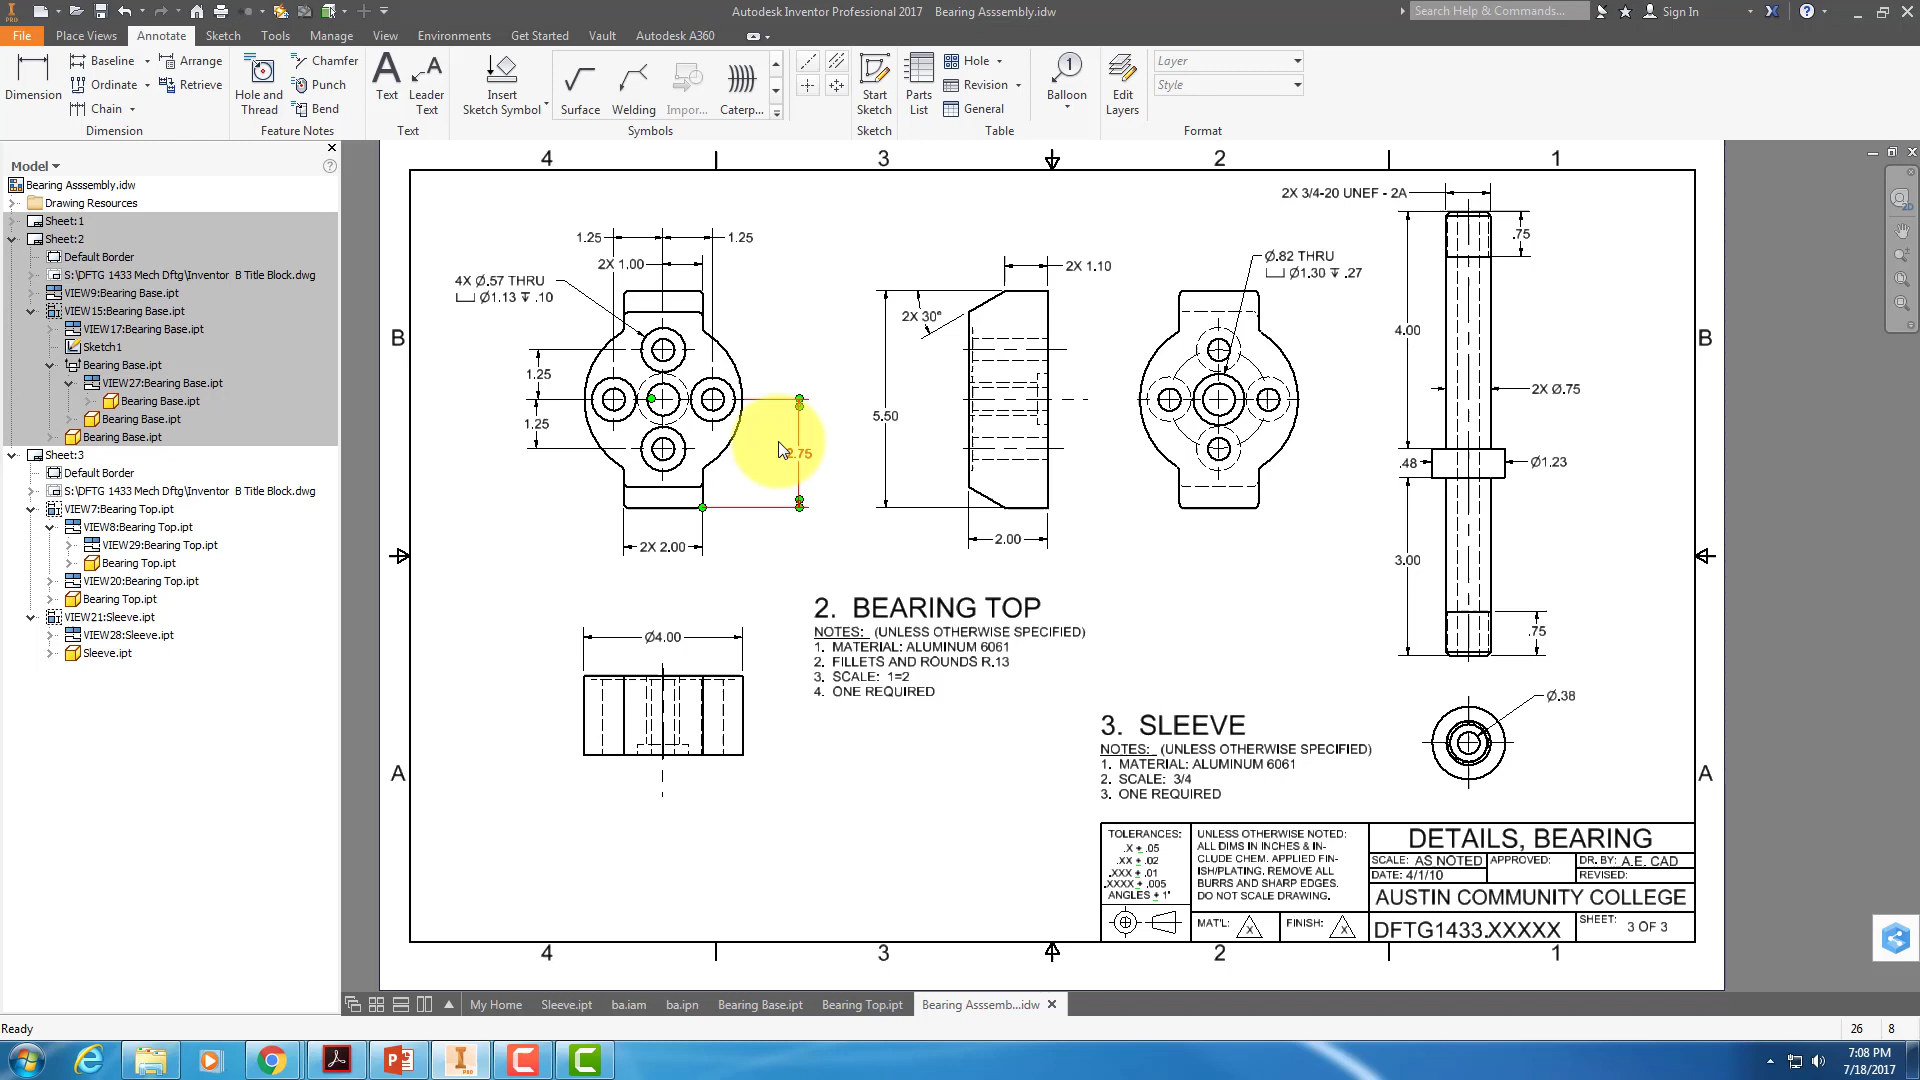 Autodesk Inventor Professional 2017   Bearing Asssembly.idw
Search Help & Commands...
Sign In
File
Place Views
Annotate
Sketch
Tools
Manage
View
Environments
Get Started
Vault
Autodesk A360
Dimension
Baseline
Ordinate
Chain
Arrange
Retrieve
Dimension
Hole and Thread
Chamfer
Punch
Bend
Feature Notes
Text
Leader Text
Text
Insert Sketch Symbol
Surface
Welding
Impor...
Caterp...
Symbols
Start Sketch
Sketch
Parts List
Hole
Revision
General
Table
Balloon
Edit Layers
Layer
Style
Format
Model
Bearing Asssembly.idw
Drawing Resources
Sheet:1
Sheet:2
Default Border
S:\DFTG 1433 Mech Dftg\Inventor B Title Block.dwg
VIEW9:Bearing Base.ipt
VIEW15:Bearing Base.ipt
VIEW17:Bearing Base.ipt
Sketch1
Bearing Base.ipt
VIEW27:Bearing Base.ipt
Bearing Base.ipt
Bearing Base.ipt
Bearing Base.ipt
Sheet:3
Default Border
S:\DFTG 1433 Mech Dftg\Inventor B Title Block.dwg
VIEW7:Bearing Top.ipt
VIEW8:Bearing Top.ipt
VIEW29:Bearing Top.ipt
Bearing Top.ipt
VIEW20:Bearing Top.ipt
Bearing Top.ipt
VIEW21:Sleeve.ipt
VIEW28:Sleeve.ipt
Sleeve.ipt
4 3 2 1
B
A
1.25 1.25
2X 1.00
4X Ø.57 THRU
⌴ Ø1.13 ↧ .10
1.25
1.25
2.75
2X 2.00
Ø4.00
2X 1.10
2X 30°
5.50
2.00
Ø.82 THRU
⌴ Ø1.30 ↧ .27
2X 3/4-20 UNEF - 2A
.75
4.00
2X Ø.75
.48
Ø1.23
3.00
.75
Ø.38
2. BEARING TOP
NOTES: (UNLESS OTHERWISE SPECIFIED)
1. MATERIAL: ALUMINUM 6061
2. FILLETS AND ROUNDS R.13
3. SCALE: 1=2
4. ONE REQUIRED
3. SLEEVE
NOTES: (UNLESS OTHERWISE SPECIFIED)
1. MATERIAL: ALUMINUM 6061
2. SCALE: 3/4
3. ONE REQUIRED
B
A
TOLERANCES:
.X ± .05
.XX ± .02
.XXX ± .01
.XXXX ± .005
ANGLES ± 1°
UNLESS OTHERWISE NOTED:
ALL DIMS IN INCHES & IN-
CLUDE CHEM. APPLIED FIN-
ISH/PLATING. REMOVE ALL
BURRS AND SHARP EDGES.
DO NOT SCALE DRAWING.
MAT'L: X
FINISH: X
DETAILS, BEARING
SCALE: AS NOTED
APPROVED:
DR. BY: A.E. CAD
DATE: 4/1/10
REVISED:
AUSTIN COMMUNITY COLLEGE
DFTG1433.XXXXX
SHEET:
3 OF 3
4 3 2 1
My Home
Sleeve.ipt
ba.iam
ba.ipn
Bearing Base.ipt
Bearing Top.ipt
Bearing Asssemb...idw
Ready
26 8
7:08 PM
7/18/2017